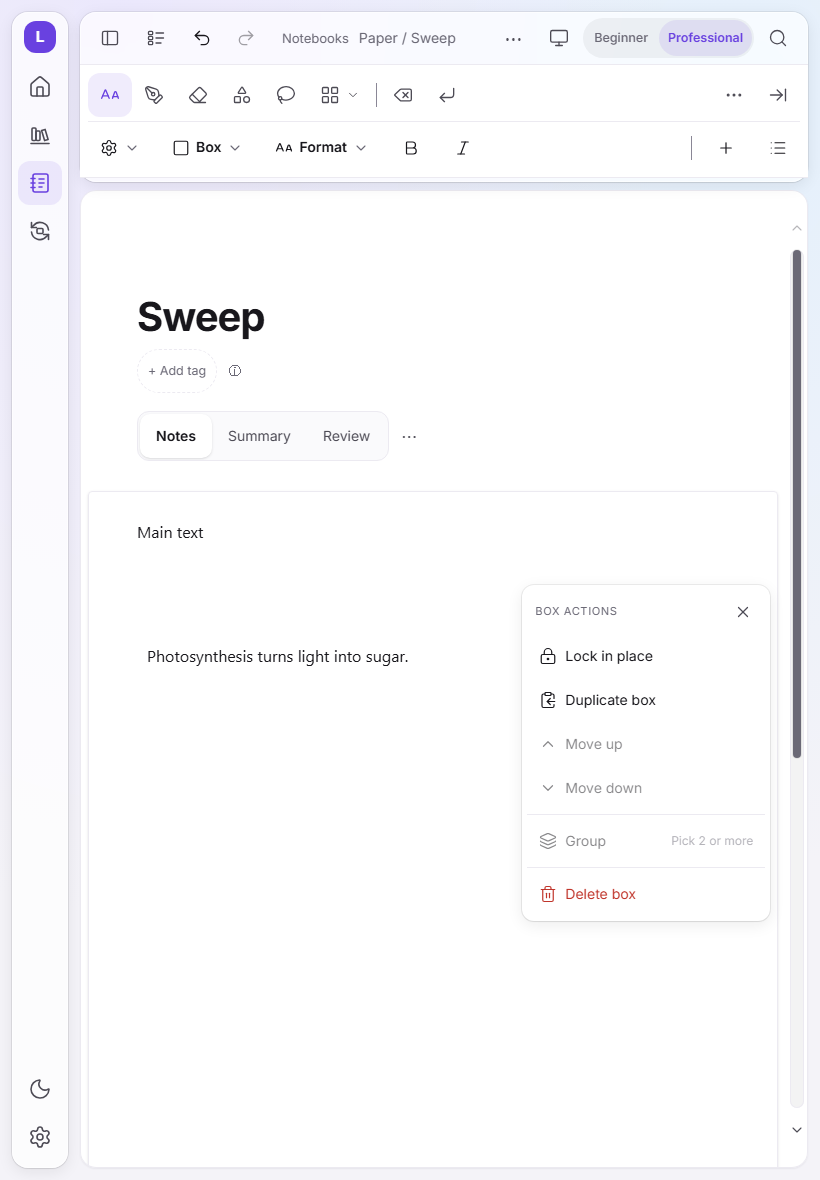 L
Notebooks Paper / Sweep
Beginner Professional
Box
AA Format
B I
Sweep
+ Add tag
Notes Summary Review
Main text
BOX ACTIONS
Photosynthesis turns light into sugar.
Lock in place
Duplicate box
Move up
Move down
Group Pick 2 or more
Delete box